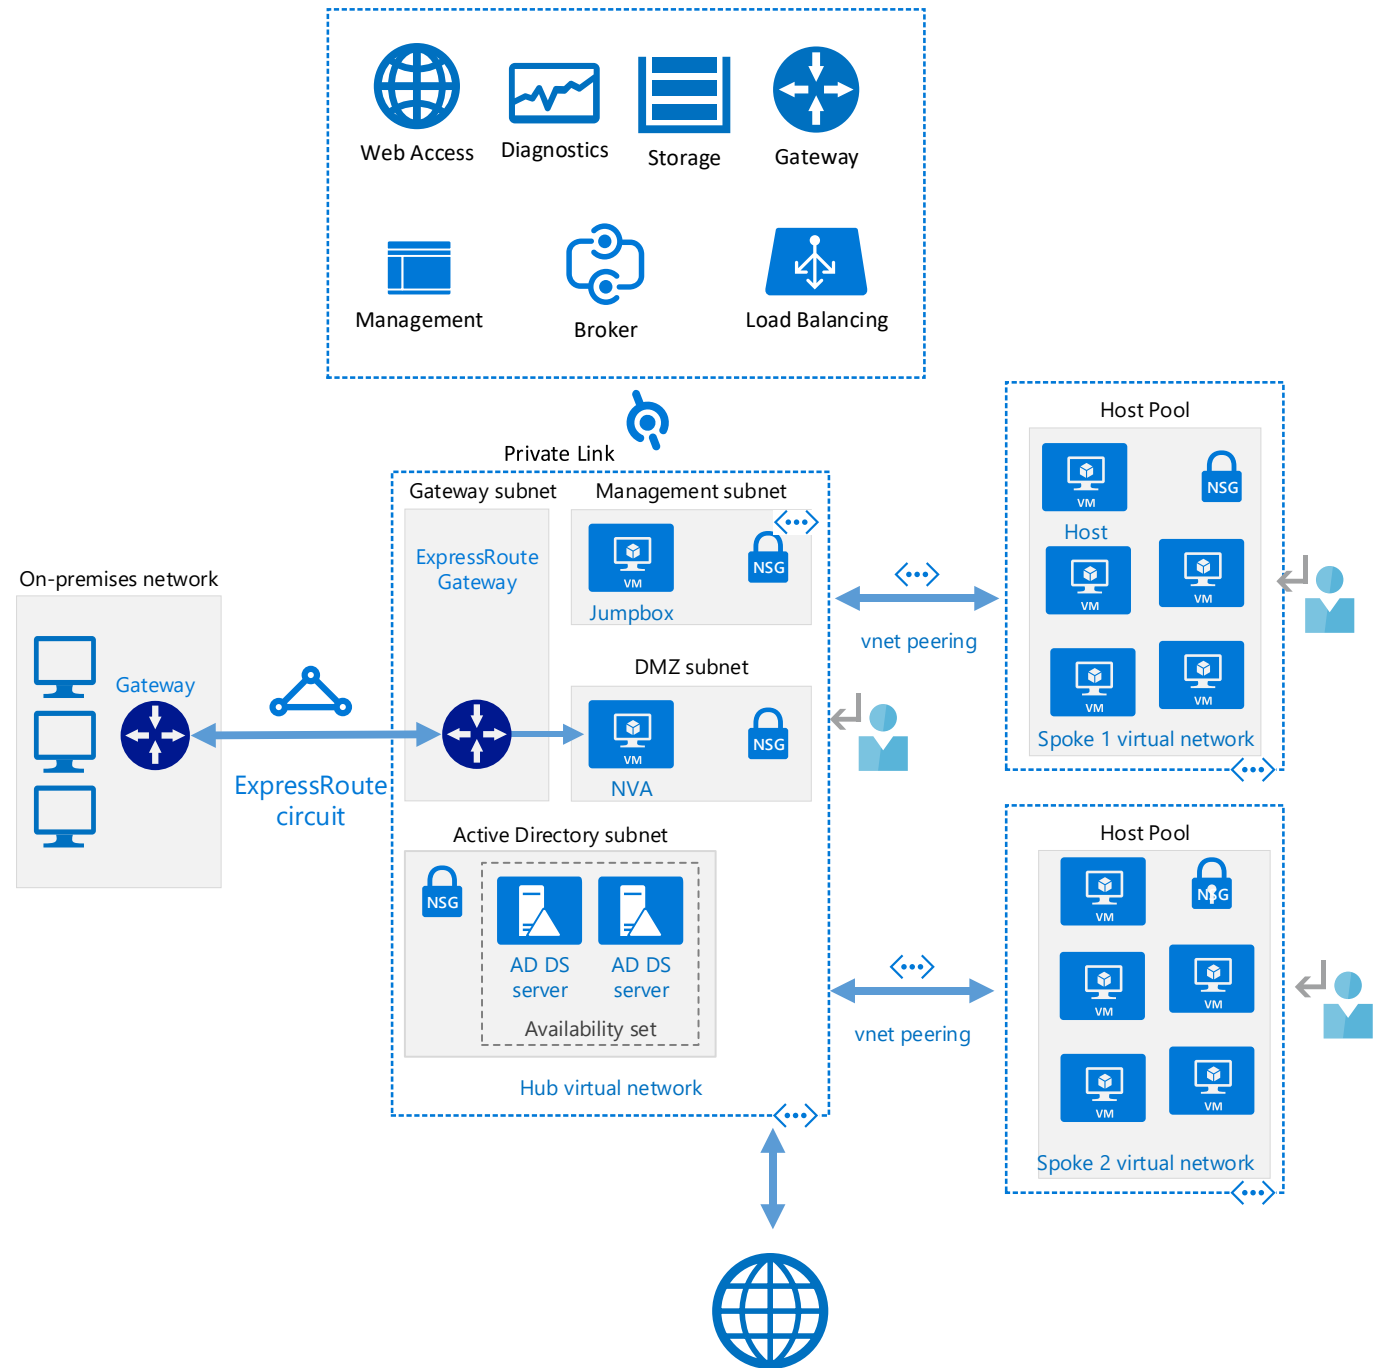 Web Access
Diagnostics
Storage
Gateway
Management
Broker
Load Balancing
Private Link
Gateway subnet
Management subnet
ExpressRoute
Gateway
VM
Jumpbox
NSG
DMZ subnet
VM
NVA
NSG
Active Directory subnet
NSG
AD DS
server
AD DS
server
Availability set
Hub virtual network
On-premises network
Gateway
ExpressRoute
circuit
vnet peering
vnet peering
Host Pool
VM
Host
NSG
VM
VM
VM
VM
Spoke 1 virtual network
Host Pool
VM
NSG
VM
VM
VM
VM
Spoke 2 virtual network